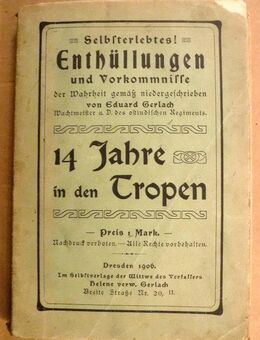 — Selbsterlebtes! —
Enthüllungen
und Vorkommnisse
der Wahrheit gemäß niedergeschrieben
von Eduard Gerlach
Wachtmeister a. D. des ostindischen Regiments.
14 Jahre
in den Tropen
— Preis 1 Mark. —
Nachdruck verboten. — Alle Rechte vorbehalten.
Dresden 1906.
Im Selbstverlage der Wittwe des Verfassers
Helene verw. Gerlach
Breite Straße Nr. 20, II.